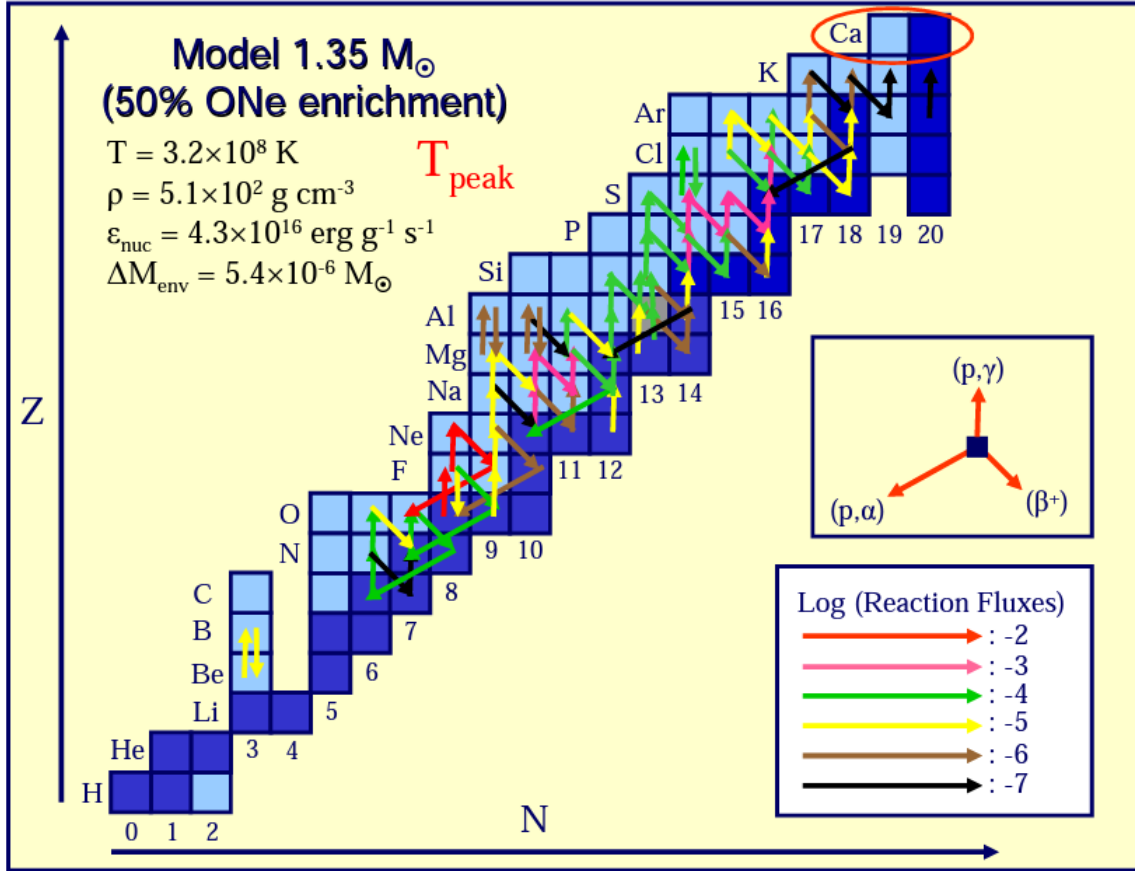 Model 1.35 M☉
(50% ONe enrichment)
T = 3.2×10⁸ K
ρ = 5.1×10² g cm⁻³
ε_nuc = 4.3×10¹⁶ erg g⁻¹ s⁻¹
ΔM_env = 5.4×10⁻⁶ M☉
T_peak
Z
Ca
K
Ar
Cl
S
17 18 19 20
P
Si
15 16
Al
Mg
13 14
Na
Ne
11 12
F
O
9 10
N
8
C
7
B
6
Be
5
Li
3 4
He
H
0 1 2
N
(p,γ)
(p,α)
(β⁺)
Log (Reaction Fluxes)
: -2
: -3
: -4
: -5
: -6
: -7